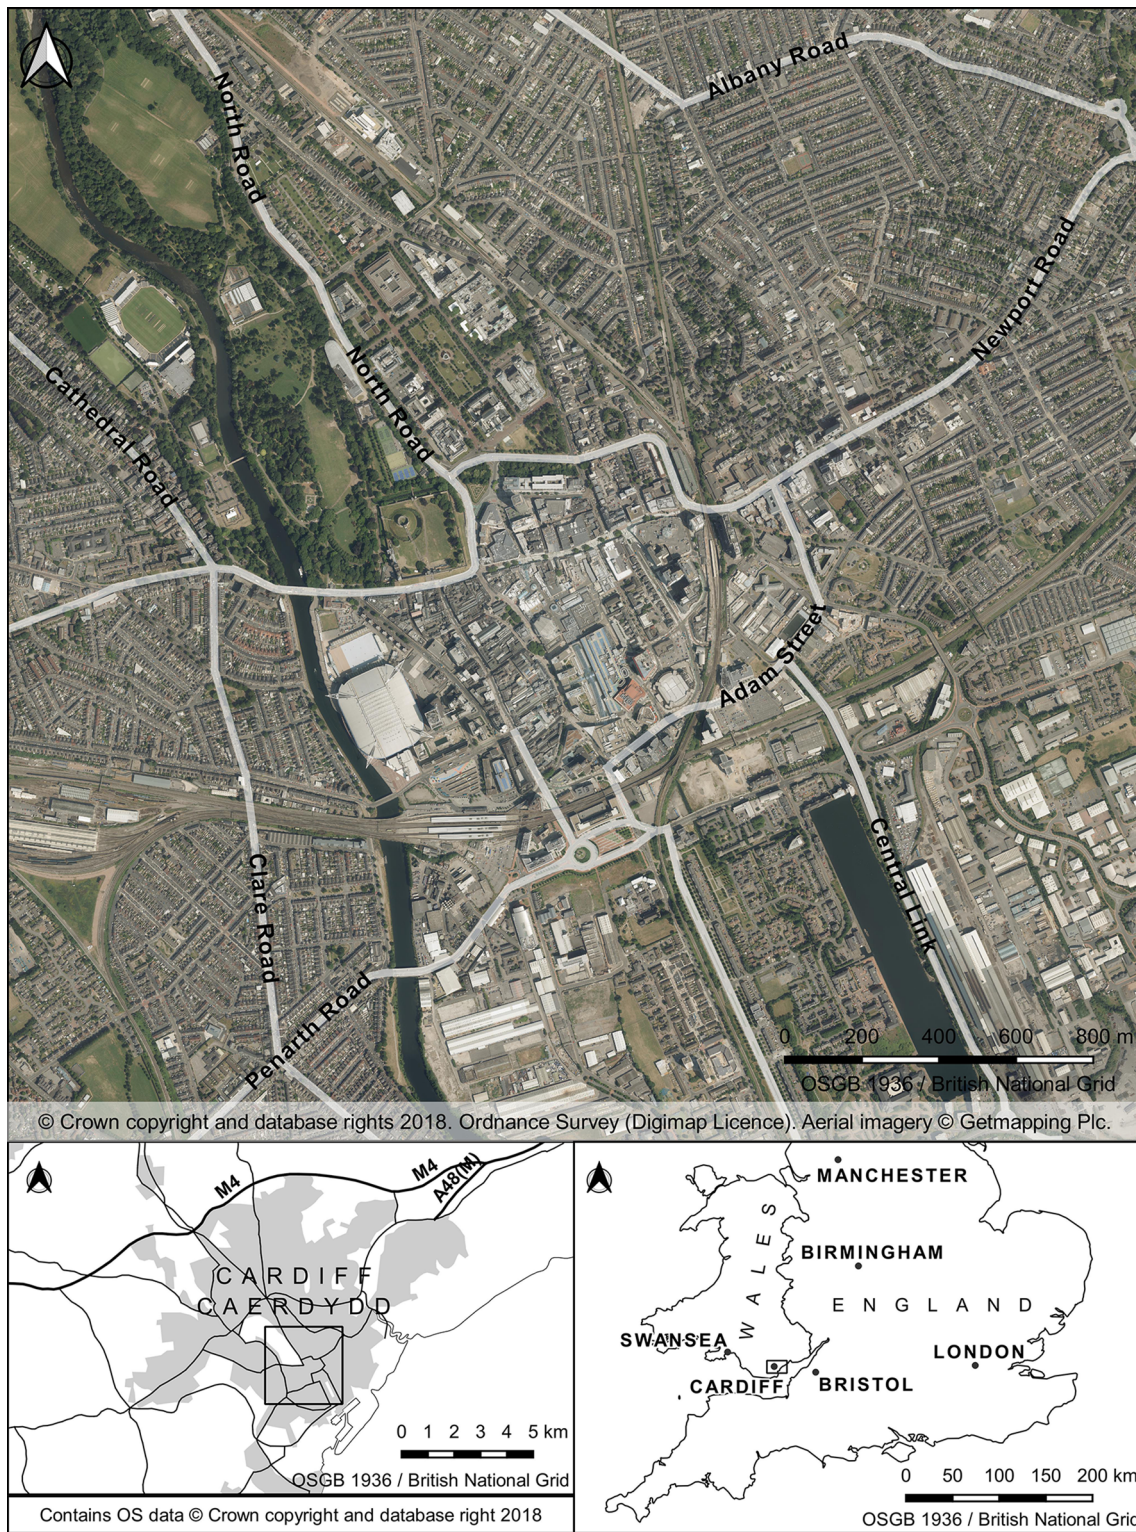 Albany Road
North Road
Newport Road
North Road
Cathedral Road
Adam Street
Central Link
Clare Road
Penarth Road
0 200 400 600 800 m
OSGB 1936 / British National Grid
© Crown copyright and database rights 2018. Ordnance Survey (Digimap Licence). Aerial imagery © Getmapping Plc.
M4
M4
A48(M)
CARDIFF
CAERDYDD
0 1 2 3 4 5 km
OSGB 1936 / British National Grid
Contains OS data © Crown copyright and database right 2018
MANCHESTER
WALES
BIRMINGHAM
ENGLAND
SWANSEA
LONDON
CARDIFF
BRISTOL
0 50 100 150 200 km
OSGB 1936 / British National Grid